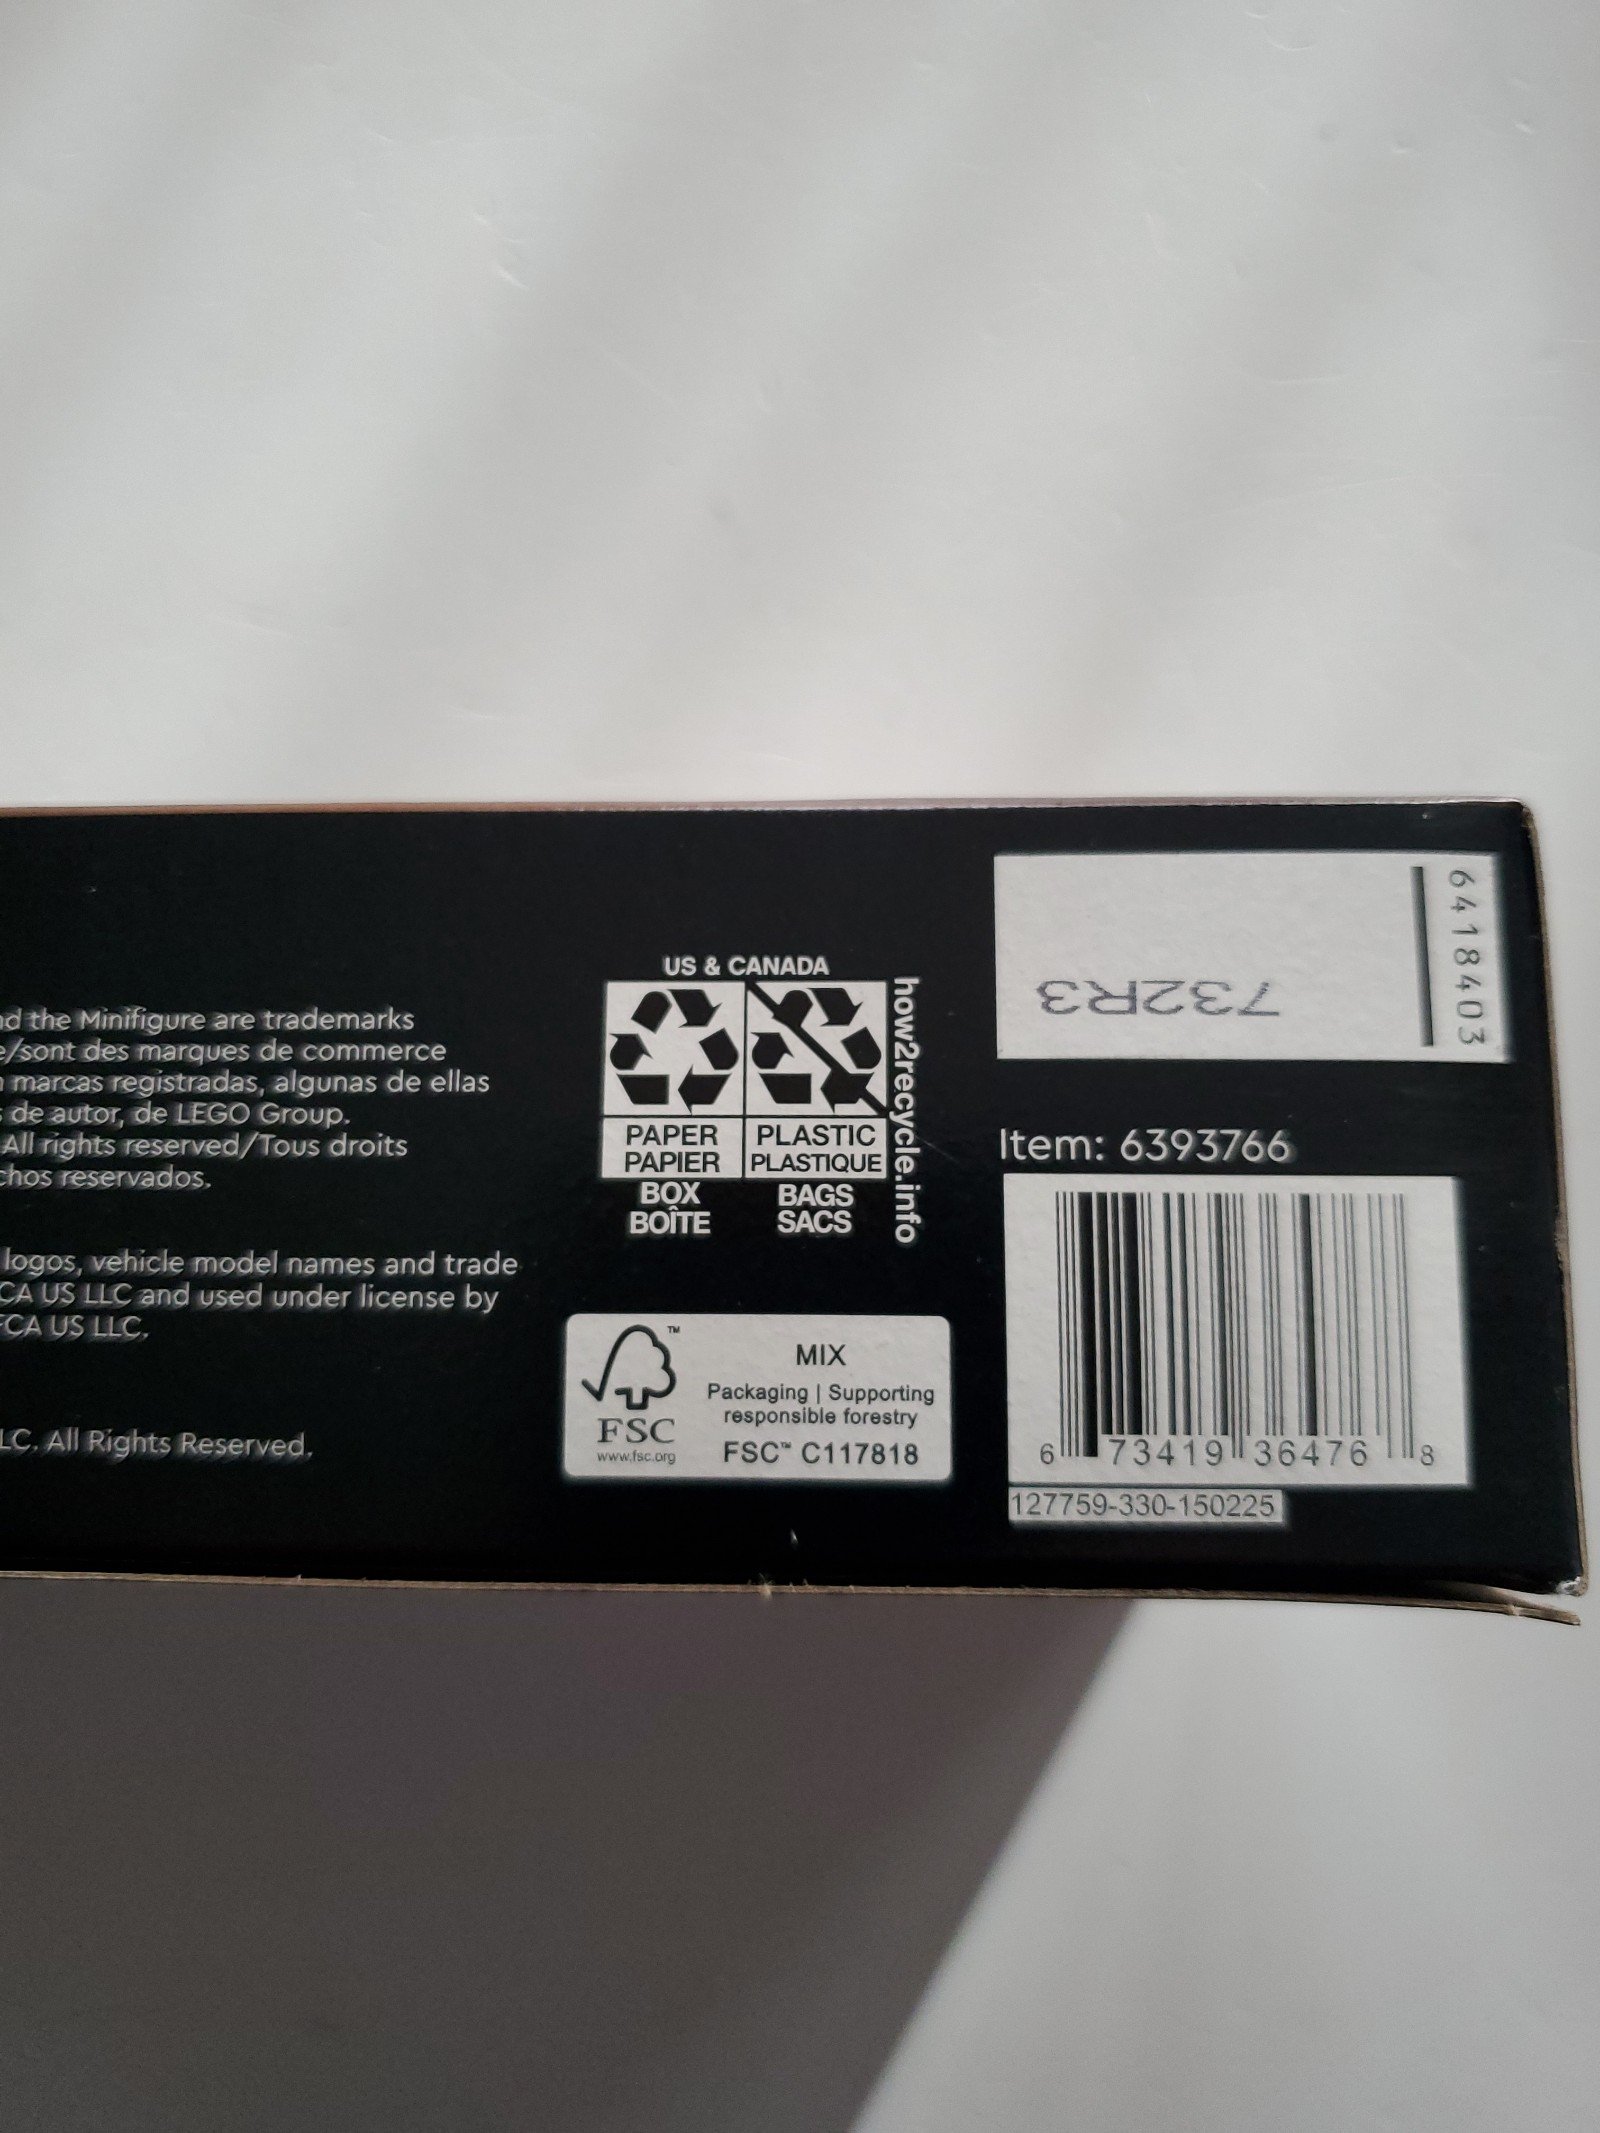 nd the Minifigure are trademarks
e/sont des marques de commerce
marcas registradas, algunas de ellas
de autor, de LEGO Group.
All rights reserved/Tous droits
chos reservados.
logos, vehicle model names and trade
CA US LLC and used under license by
FCA US LLC.
LC. All Rights Reserved.
US & CANADA
PAPER
PAPIER
BOX
BOÎTE
PLASTIC
PLASTIQUE
BAGS
SACS
how2recycle.info
FSC
™
www.fsc.org
MIX
Packaging | Supporting
responsible forestry
FSC™ C117818
732R3
6418403
Item: 6393766
6 73419 36476 8
127759-330-150225